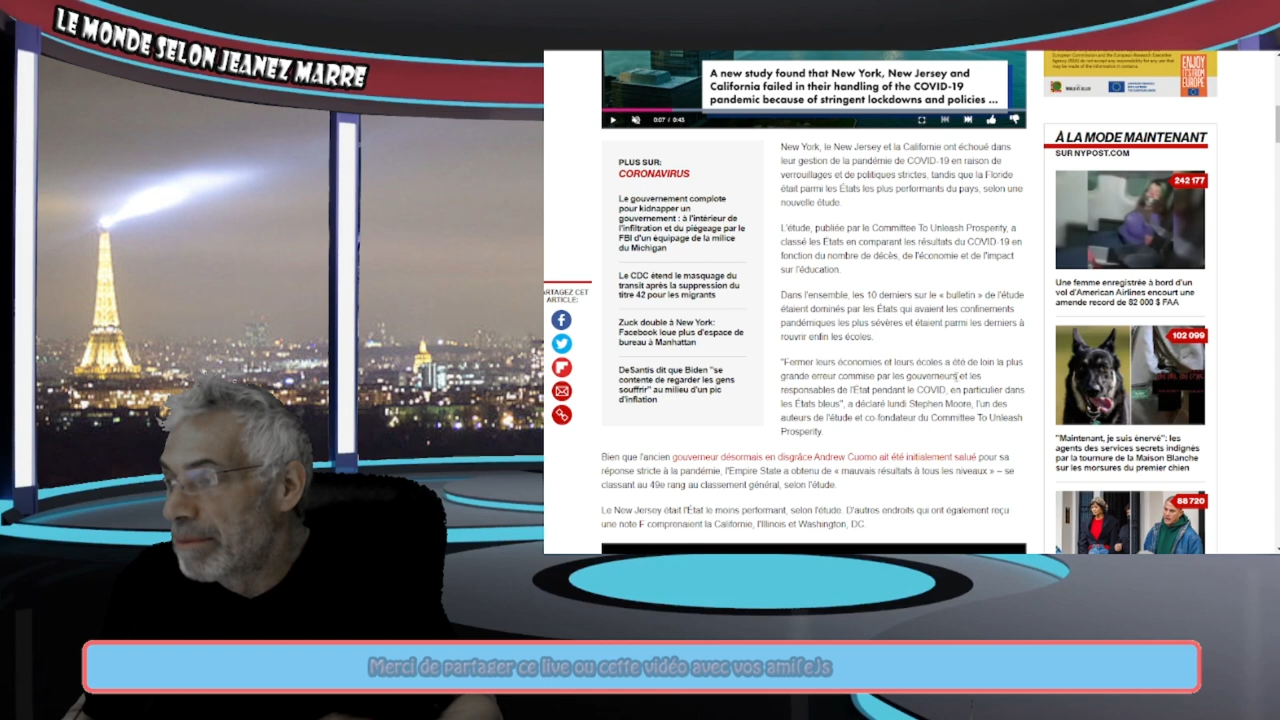 LE MONDE SELON JEANEZ MARRE
A new study found that New York, New Jersey and
California failed in their handling of the COVID-19
pandemic because of stringent lockdowns and policies ...
0:07 / 0:43
PLUS SUR:
CORONAVIRUS
Le gouvernement complote
pour kidnapper un
gouvernement : à l'intérieur de
l'infiltration et du piégeage par le
FBI d'un équipage de la milice
du Michigan
Le CDC étend le masquage du
transit après la suppression du
titre 42 pour les migrants
Zuck double à New York:
Facebook loue plus d'espace de
bureau à Manhattan
DeSantis dit que Biden "se
contente de regarder les gens
souffrir" au milieu d'un pic
d'inflation
RTAGEZ CET
ARTICLE:
New York, le New Jersey et la Californie ont échoué dans
leur gestion de la pandémie de COVID-19 en raison de
verrouillages et de politiques strictes, tandis que la Floride
était parmi les États les plus performants du pays, selon une
nouvelle étude.
L'étude, publiée par le Committee To Unleash Prosperity, a
classé les États en comparant les résultats du COVID-19 en
fonction du nombre de décès, de l'économie et de l'impact
sur l'éducation.
Dans l'ensemble, les 10 derniers sur le « bulletin » de l'étude
étaient dominés par les États qui avaient les confinements
pandémiques les plus sévères et étaient parmi les derniers à
rouvrir enfin les écoles.
"Fermer leurs économies et leurs écoles a été de loin la plus
grande erreur commise par les gouverneurs et les
responsables de l'État pendant le COVID, en particulier dans
les États bleus", a déclaré lundi Stephen Moore, l'un des
auteurs de l'étude et co-fondateur du Committee To Unleash
Prosperity.
Bien que l'ancien gouverneur désormais en disgrâce Andrew Cuomo ait été initialement salué pour sa
réponse stricte à la pandémie, l'Empire State a obtenu de « mauvais résultats à tous les niveaux » – se
classant au 49e rang au classement général, selon l'étude.
Le New Jersey était l'État le moins performant, selon l'étude. D'autres endroits qui ont également reçu
une note F comprenaient la Californie, l'Illinois et Washington, DC.
ENJOY
IT'S FROM
EUROPE
À LA MODE MAINTENANT
SUR NYPOST.COM
242 177
Une femme enregistrée à bord d'un
vol d'American Airlines encourt une
amende record de 82 000 $ FAA
102 099
"Maintenant, je suis énervé": les
agents des services secrets indignés
par la tournure de la Maison Blanche
sur les morsures du premier chien
88 720
Merci de partager ce live ou cette vidéo avec vos ami(e)s